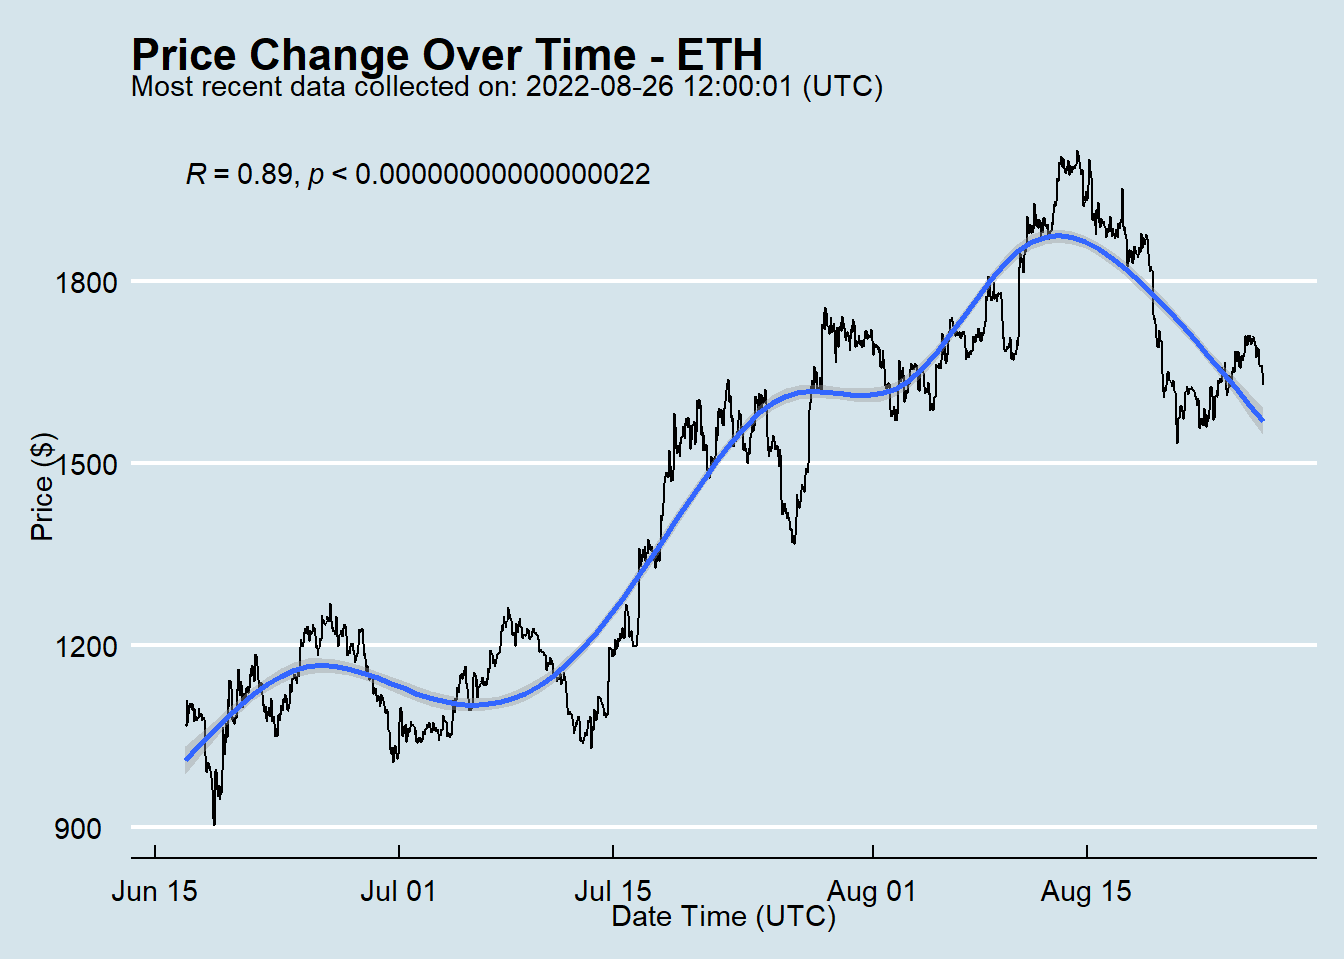 Price Change Over Time - ETH
Most recent data collected on: 2022-08-26 12:00:01 (UTC)
R = 0.89, p < 0.00000000000000022
1800
1500
1200
900
Price ($)
Jun 15
Jul 01
Jul 15
Aug 01
Aug 15
Date Time (UTC)